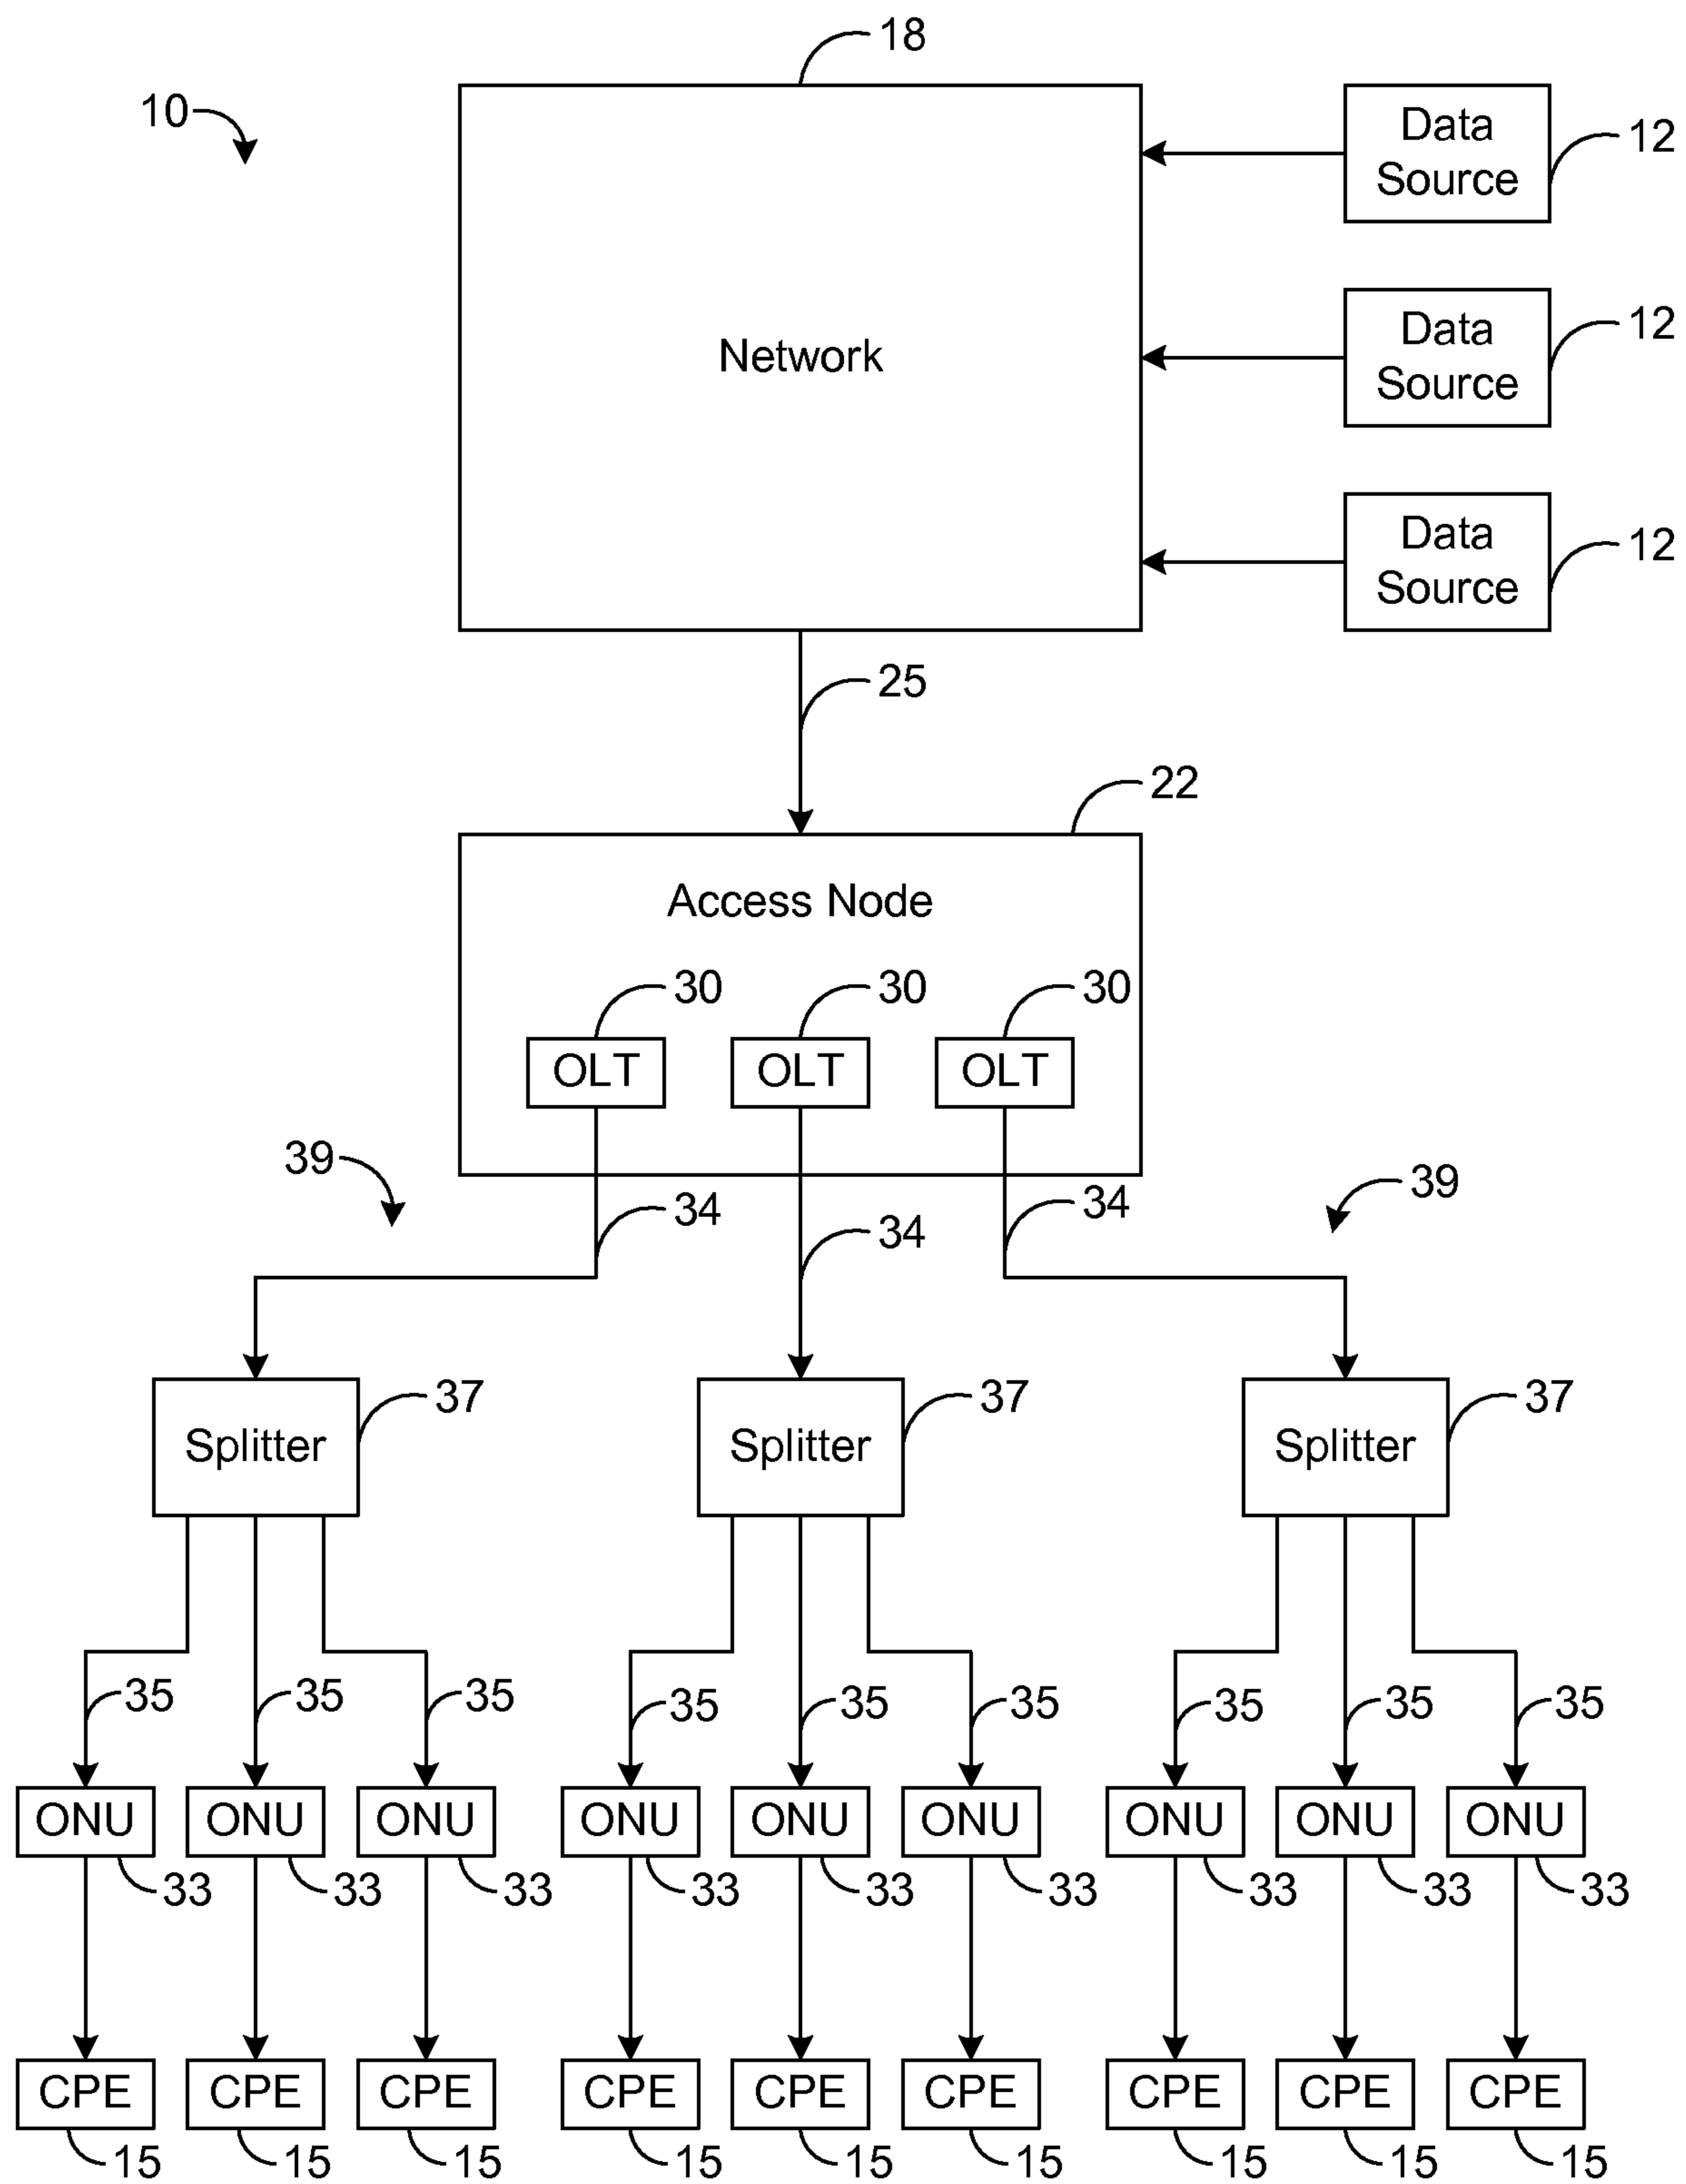 18
10
Data
Source
12
Network
Data
Source
12
Data
Source
12
25
22
Access Node
30
30
30
OLT
OLT
OLT
39
39
34
34
34
37
37
37
Splitter
Splitter
Splitter
35
35
35
35
35
35
35
35
35
ONU
ONU
ONU
ONU
ONU
ONU
ONU
ONU
ONU
33
33
33
33
33
33
33
33
33
CPE
CPE
CPE
CPE
CPE
CPE
CPE
CPE
CPE
15
15
15
15
15
15
15
15
15